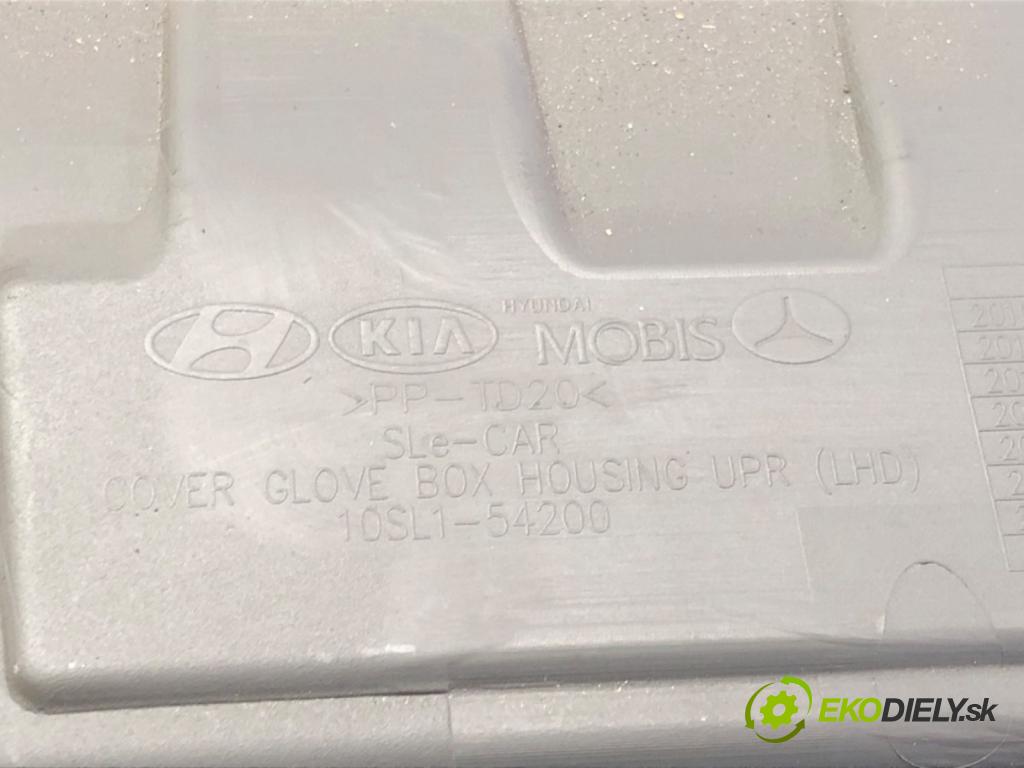 HYUNDAI
KIA MOBIS
>PP-TD20<
SLe-CAR
COVER GLOVE BOX HOUSING UPR (LHD)
10SL1-54200
EKODIELY.sk